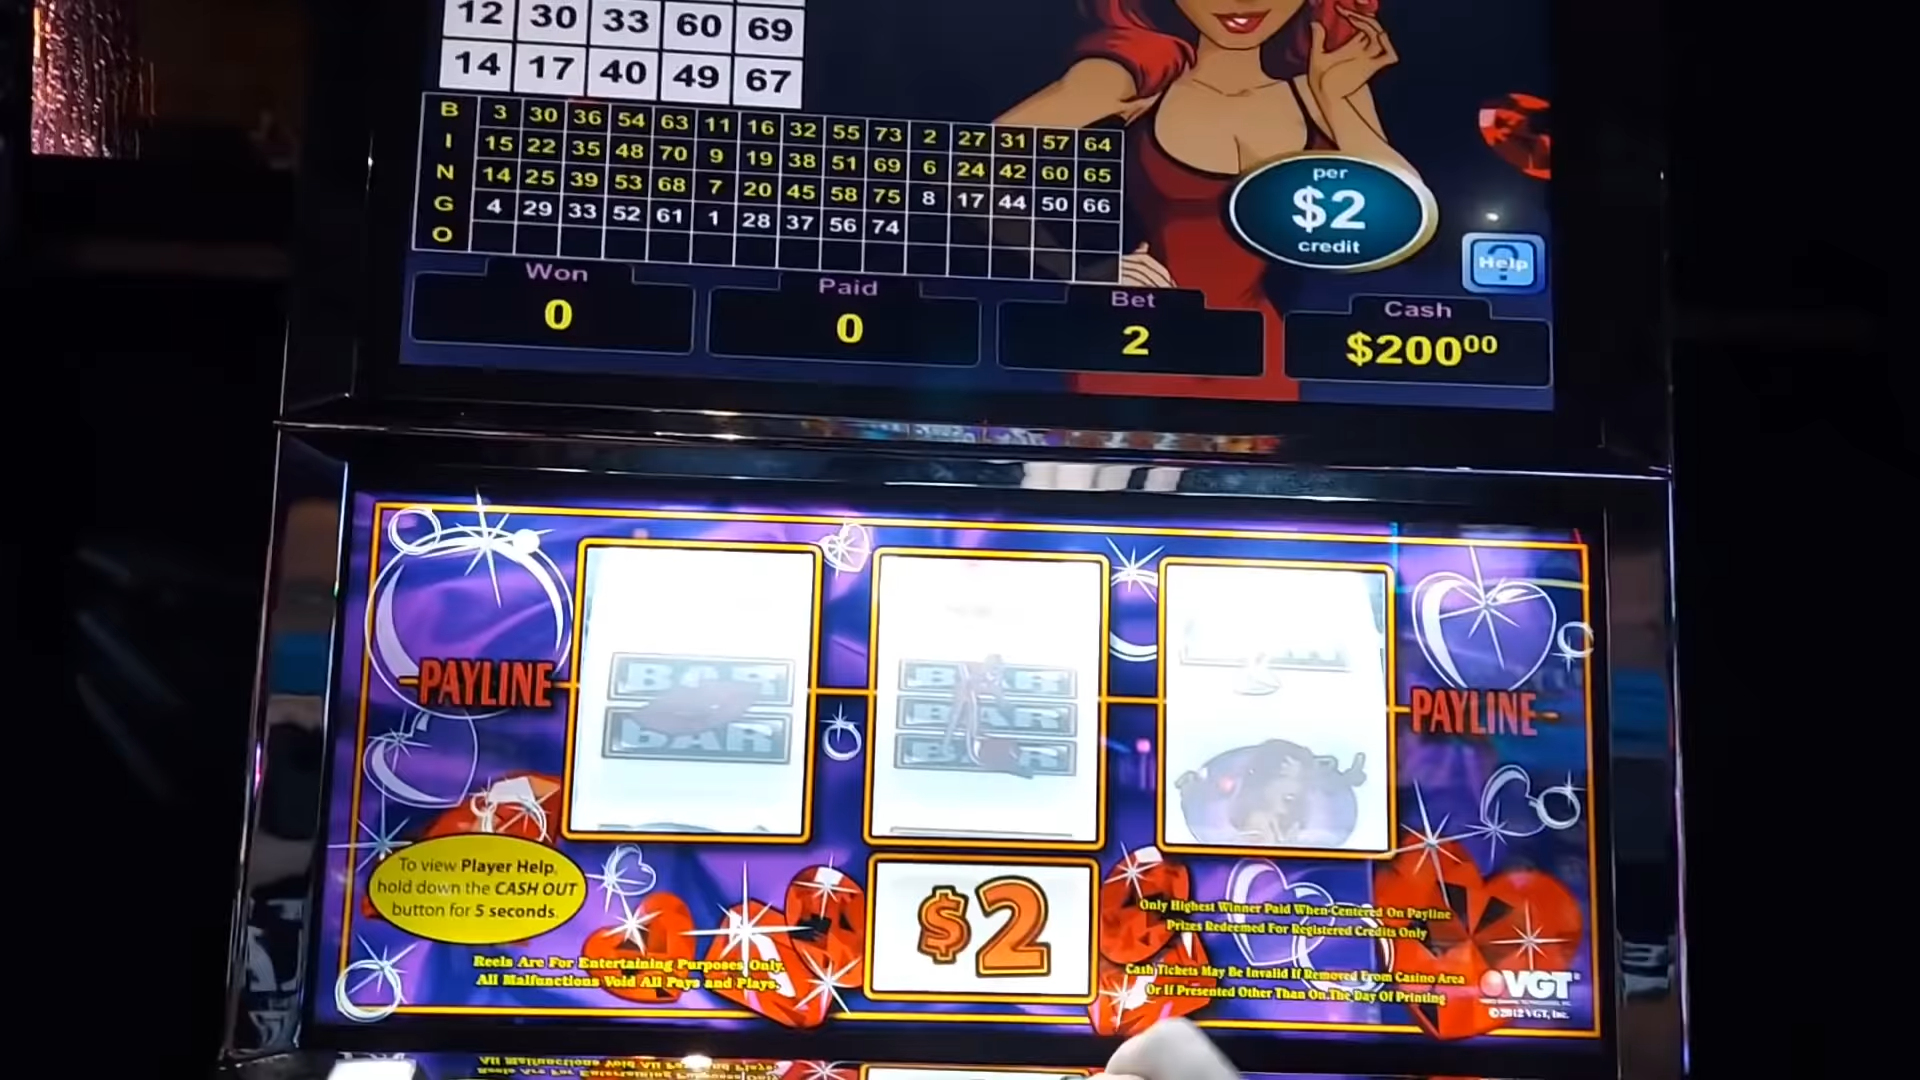 12 30 33 60 69
14 17 40 49 67
B 3 30 36 54 63 11 16 32 55 73 2 27 31 57 64
I 15 22 35 48 70 9 19 38 51 69 6 24 42 60 65
N 14 25 39 53 68 7 20 45 58 75 8 17 44 50 66
G 4 29 33 52 61 1 28 37 56 74
O
per
$2
credit
Help
?
Won
0
Paid
0
Bet
2
Cash
$20000
PAYLINE
BAR
BAR
BAR
BAR
BAR
PAYLINE
To view Player Help,
hold down the CASH OUT
button for 5 seconds.
$2
Only Highest Winner Paid When Centered On Payline
Prizes Redeemed For Registered Credits Only
Reels Are For Entertaining Purposes Only.
All Malfunctions Void All Pays and Plays.
Cash Tickets May Be Invalid If Removed From Casino Area
Or If Presented Other Than On The Day Of Printing
VGT
©2012 VGT, Inc.